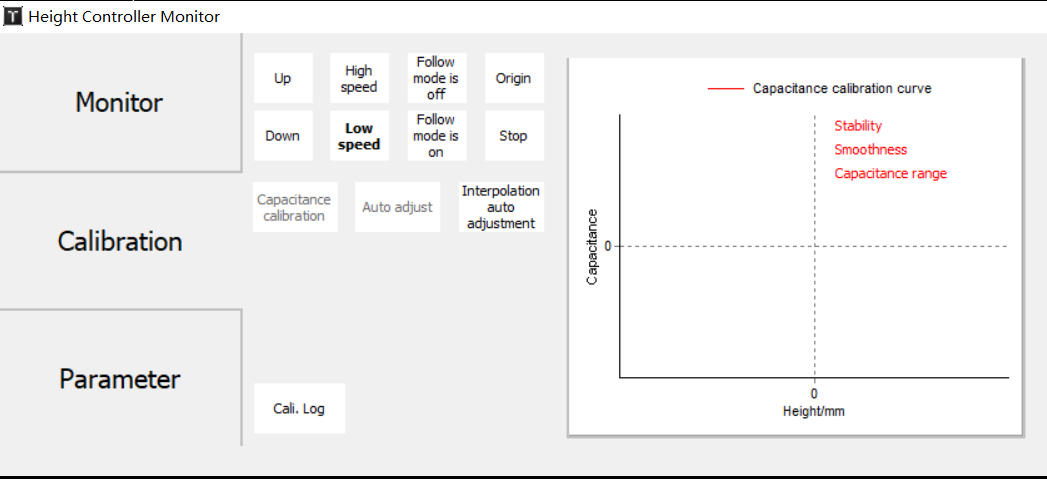 Height Controller Monitor
Monitor
Calibration
Parameter
Up
High
speed
Follow
mode is
off
Origin
Down
Low
speed
Follow
mode is
on
Stop
Capacitance
calibration
Auto adjust
Interpolation
auto
adjustment
Cali. Log
Capacitance calibration curve
Stability
Smoothness
Capacitance range
Capacitance
0
0
Height/mm